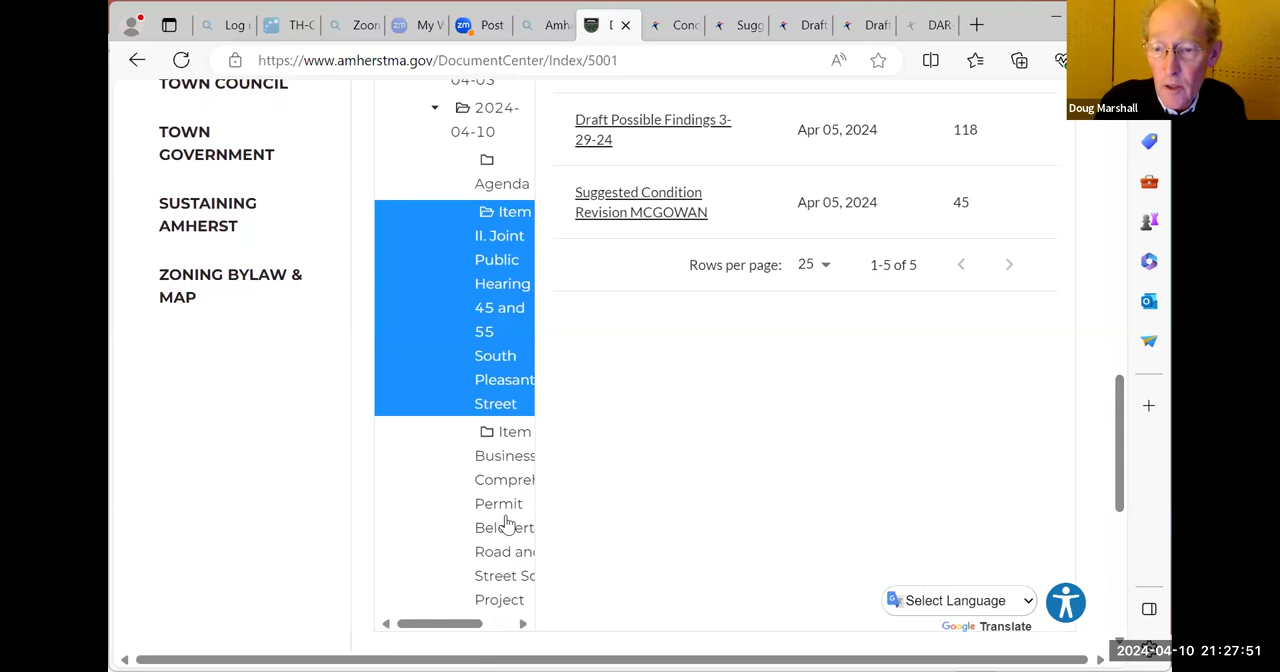 Log
TH-C
Zoon
My V
Post
Amh
Conc
Sugg
Draft
Draft
DAR-
https://www.amherstma.gov/DocumentCenter/Index/5001
Doug Marshall
TOWN COUNCIL
TOWN
GOVERNMENT
SUSTAINING
AMHERST
ZONING BYLAW &
MAP
04-03
2024-
04-10
Agenda
Item
II. Joint
Public
Hearing
45 and
55
South
Pleasant
Street
Item
Business
Compreh
Permit
Belchert
Road and
Street Sc
Project
Draft Possible Findings 3-
29-24
Apr 05, 2024
118
Suggested Condition
Revision MCGOWAN
Apr 05, 2024
45
Rows per page:
25
1-5 of 5
Select Language
Google Translate
2024-04-10 21:27:51